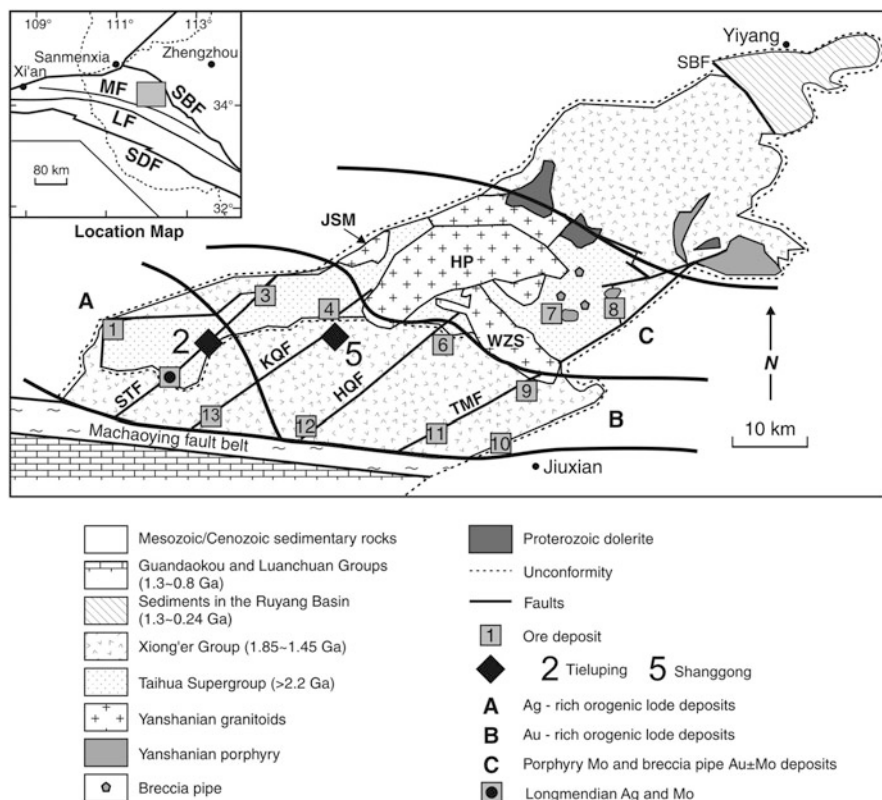 109°
111°
113°
Sanmenxia
Zhengzhou
Xi'an
MF
SBF
34°
LF
SDF
80 km
32°
Location Map
Yiyang
SBF
JSM
HP
A
3
4
7
8
1
2
5
6
WZS
C
KQF
N
STF
HQF
TMF
9
13
12
11
10
B
10 km
Machaoying fault belt
Jiuxian
Mesozoic/Cenozoic sedimentary rocks
Guandaokou and Luanchuan Groups
(1.3~0.8 Ga)
Sediments in the Ruyang Basin
(1.3~0.24 Ga)
Xiong'er Group (1.85~1.45 Ga)
Taihua Supergroup (>2.2 Ga)
Yanshanian granitoids
Yanshanian porphyry
Breccia pipe
Proterozoic dolerite
Unconformity
Faults
1 Ore deposit
2 Tieluping 5 Shanggong
A Ag - rich orogenic lode deposits
B Au - rich orogenic lode deposits
C Porphyry Mo and breccia pipe Au±Mo deposits
Longmendian Ag and Mo